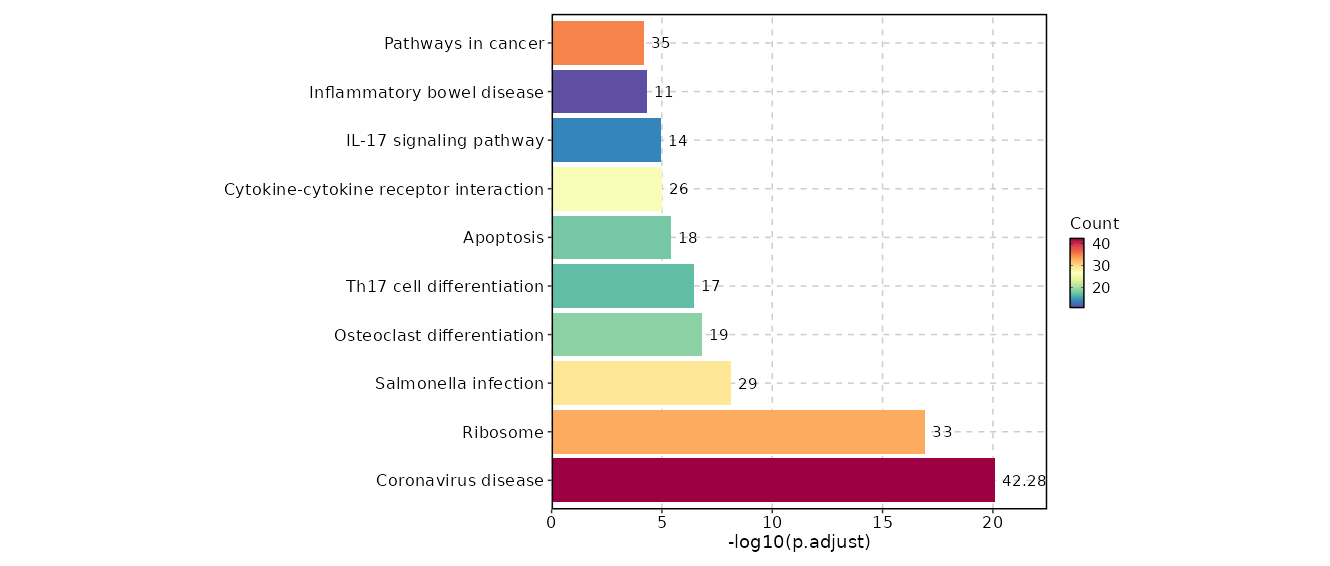 Pathways in cancer 35
Inflammatory bowel disease 11
IL-17 signaling pathway 14
Cytokine-cytokine receptor interaction 26
Apoptosis 18
Th17 cell differentiation 17
Osteoclast differentiation 19
Salmonella infection 29
Ribosome 33
Coronavirus disease 42.28
0 5 10 15 20
-log10(p.adjust)
Count
40
30
20